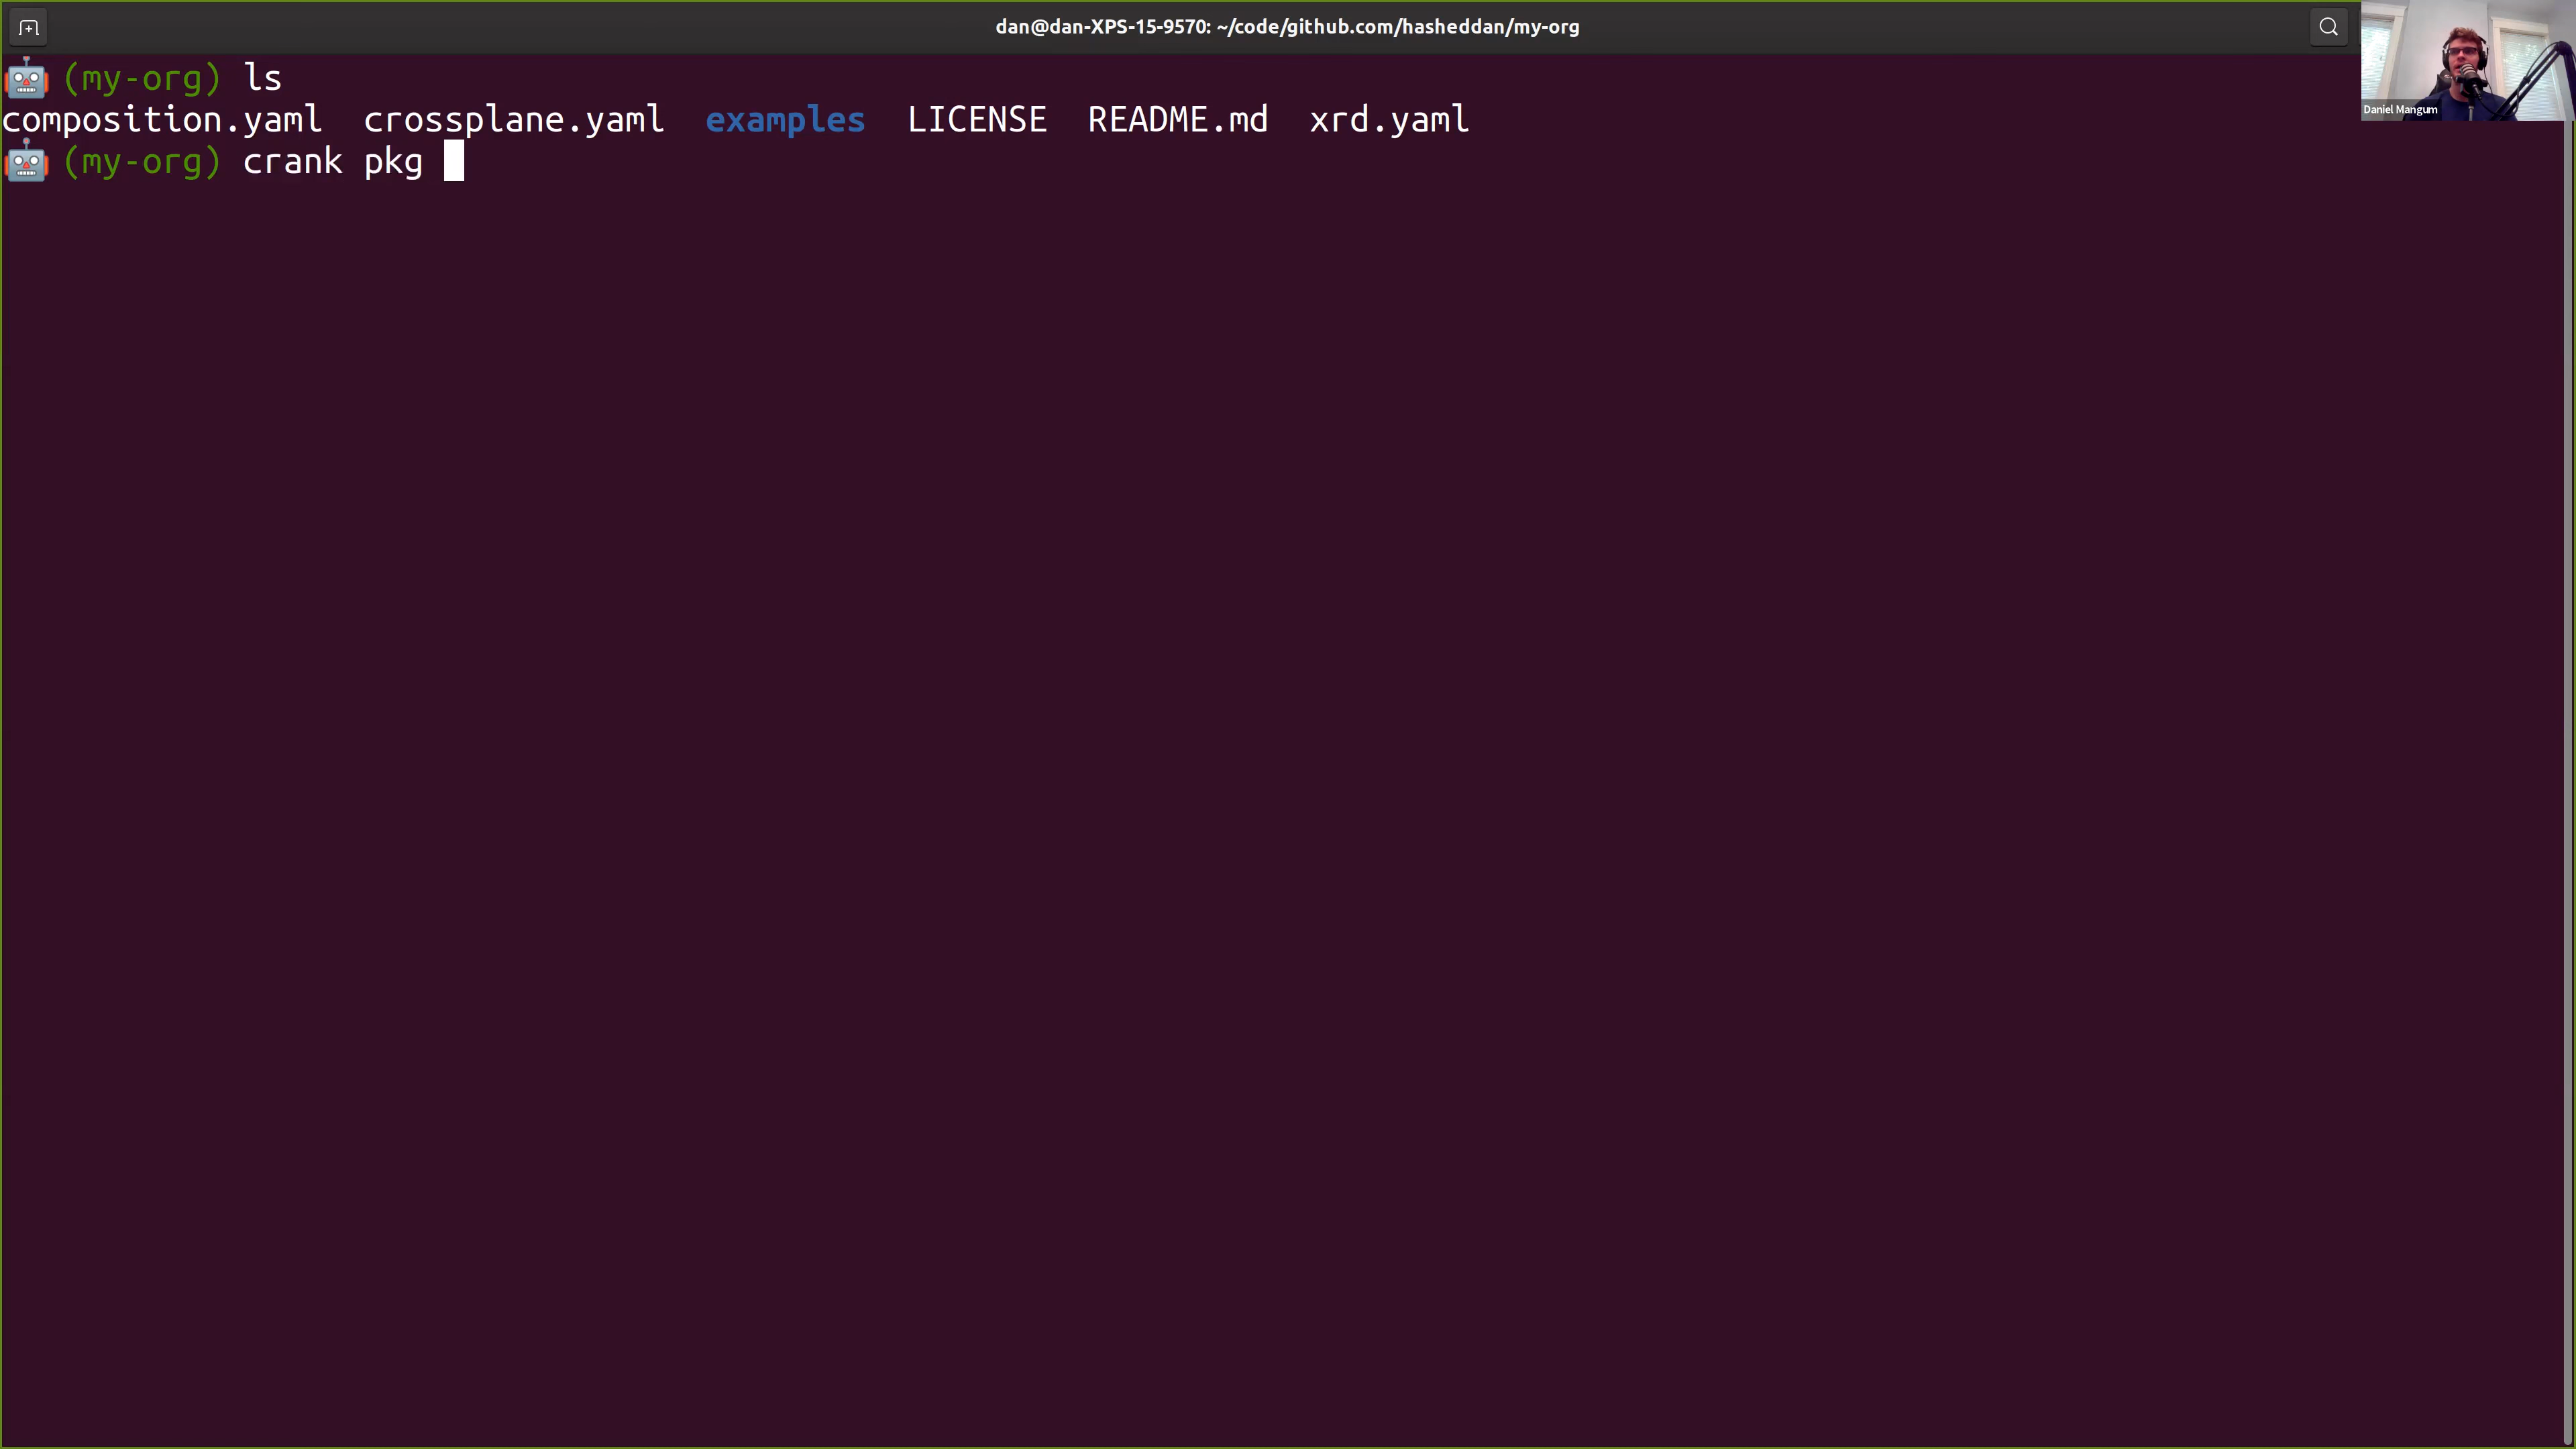 dan@dan-XPS-15-9570: ~/code/github.com/hasheddan/my-org
Daniel Mangum
(my-org) ls
composition.yaml crossplane.yaml examples LICENSE README.md xrd.yaml
(my-org) crank pkg